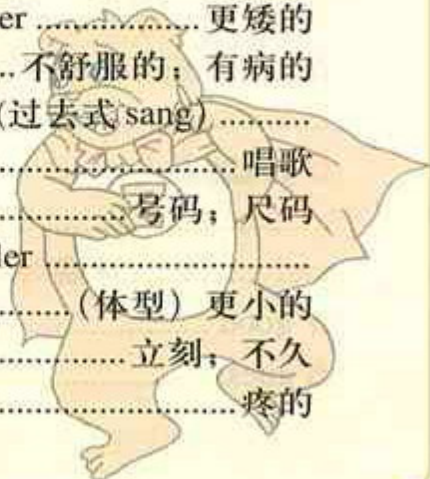 er ................. 更矮的
.. 不舒服的；有病的
(过去式 sang) .........
....................... 唱歌
............ 号码；尺码
ler ..........................
....... (体型) 更小的
............ 立刻；不久
....................... 疼的